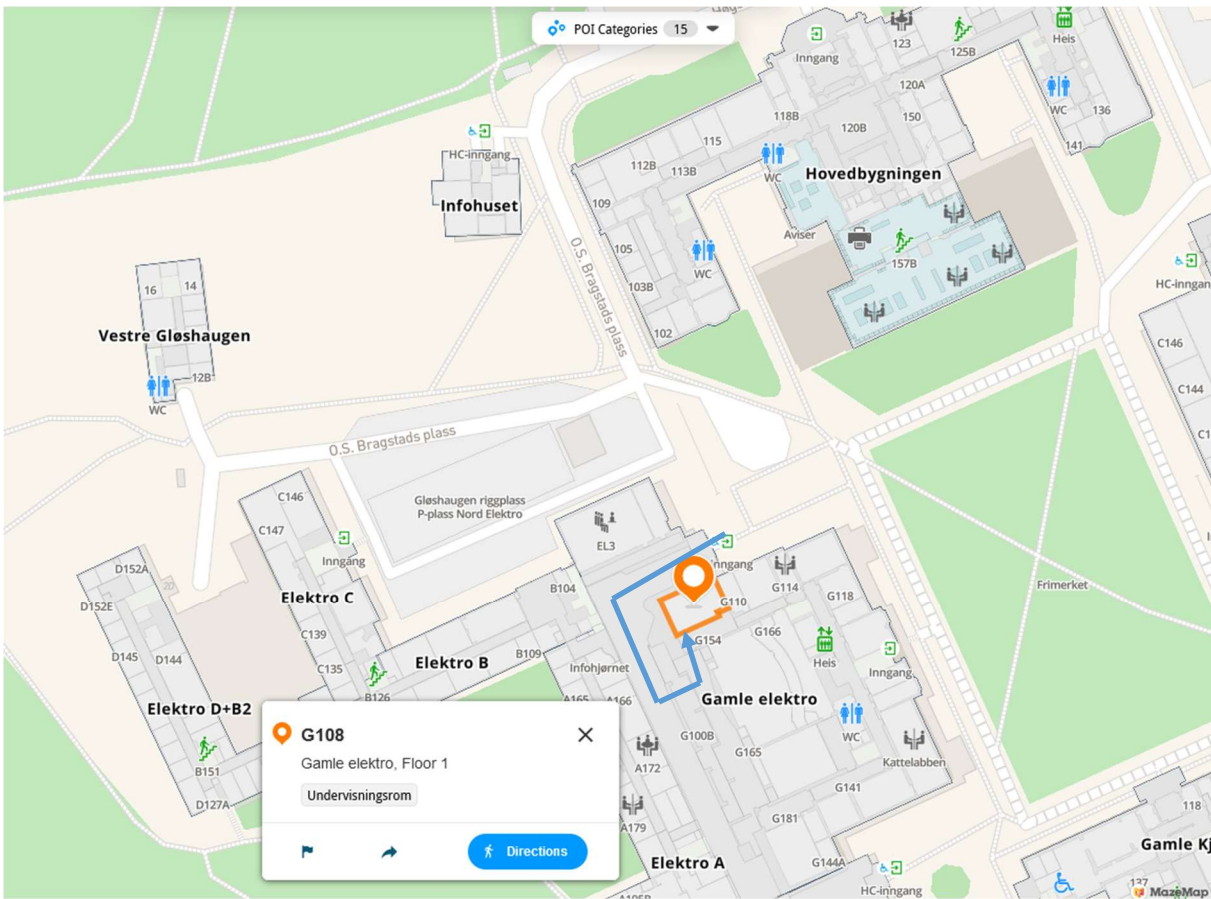 POI Categories 15
Inngang
123
125B
Heis
120A
WC
136
118B
120B
150
141
115
HC-inngang
112B
113B
WC
Hovedbygningen
Infohuset
109
Aviser
O.S. Bragstads plass
105
WC
157B
HC-inngang
16
14
103B
102
Vestre Gløshaugen
C146
12B
WC
C144
O.S. Bragstads plass
C146
Gløshaugen riggplass
P-plass Nord Elektro
C147
EL3
Inngang
D152A
B104
G110
G114
G118
Frimerket
D152E
Elektro C
C139
G154
G166
D145
D144
C135
Elektro B
B109
Infohjørnet
Heis
Inngang
B126
A165
A166
Gamle elektro
Elektro D+B2
G108
Gamle elektro, Floor 1
Undervisningsrom
Directions
G100B
G165
WC
Kattelabben
B151
A172
G141
D127A
G181
118
A179
Gamle Kj
Elektro A
G144A
HC-inngang
137
MazeMap